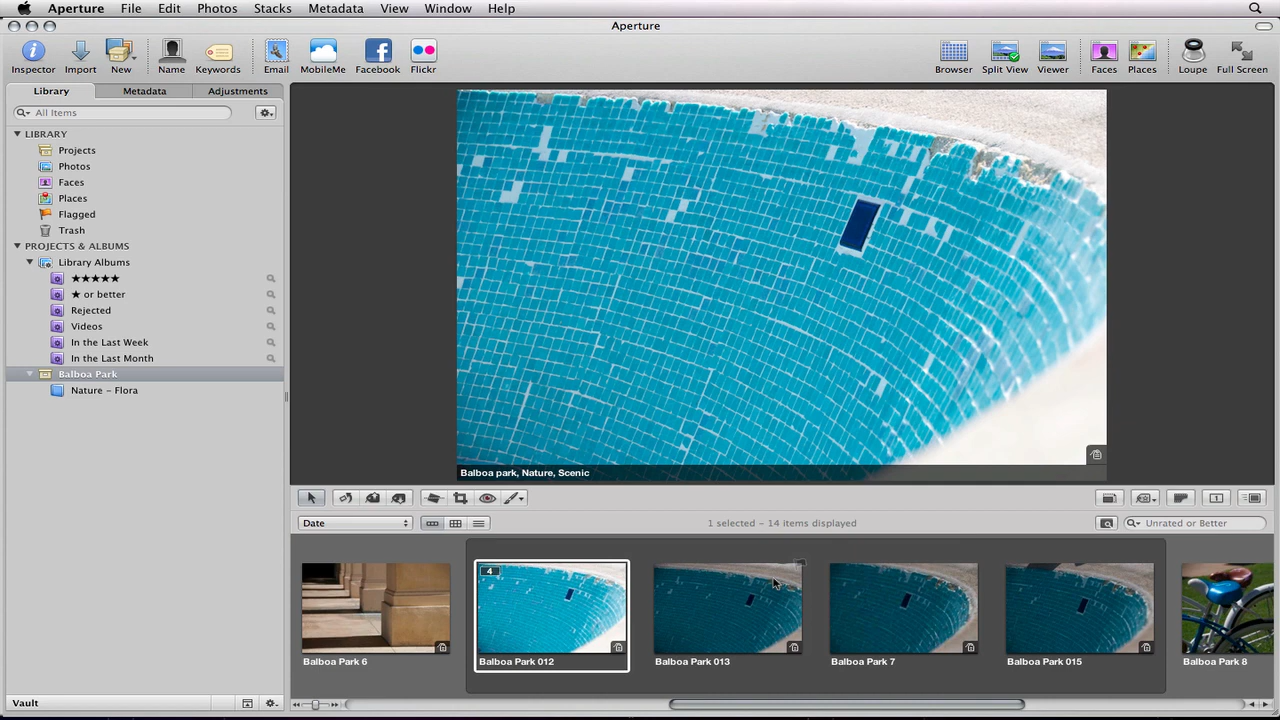 Aperture File Edit Photos Stacks Metadata View Window Help
Aperture
Inspector Import New Name Keywords Email MobileMe Facebook Flickr Browser Split View Viewer Faces Places Loupe Full Screen
Library Metadata Adjustments
All Items
LIBRARY
Projects
Photos
Faces
Places
Flagged
Trash
PROJECTS & ALBUMS
Library Albums
★★★★★
★ or better
Rejected
Videos
In the Last Week
In the Last Month
Balboa Park
Nature – Flora
Balboa park, Nature, Scenic
Date
1 selected – 14 items displayed
Unrated or Better
4
Balboa Park 6
Balboa Park 012
Balboa Park 013
Balboa Park 7
Balboa Park 015
Balboa Park 8
Vault